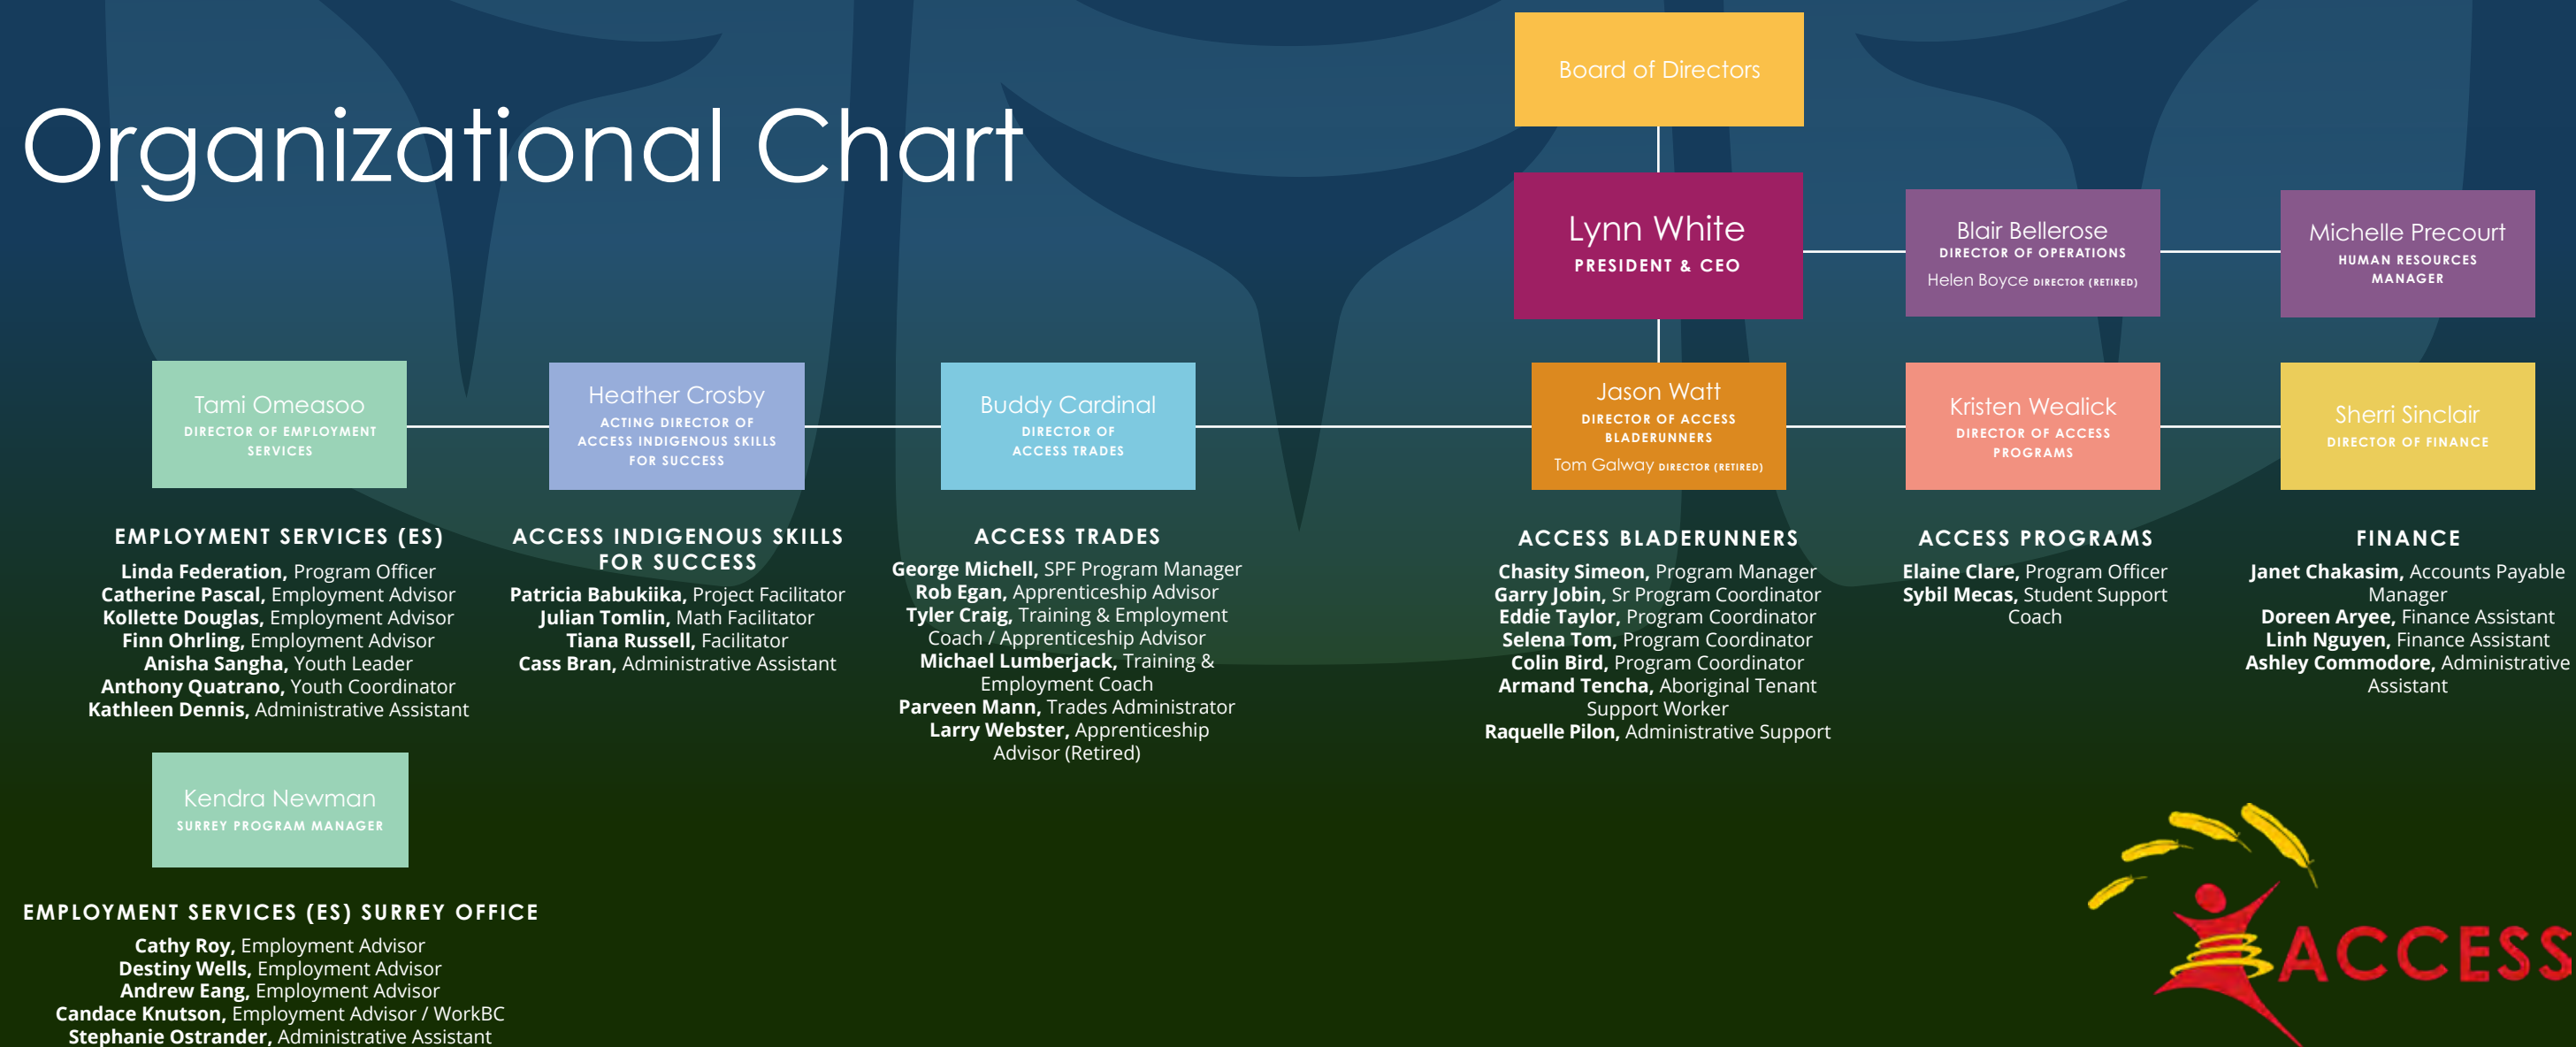 Organizational Chart
Board of Directors
Lynn White
PRESIDENT & CEO
Blair Bellerose
DIRECTOR OF OPERATIONS
Helen Boyce DIRECTOR (RETIRED)
Michelle Precourt
HUMAN RESOURCES
MANAGER
Tami Omeasoo
DIRECTOR OF EMPLOYMENT
SERVICES
Heather Crosby
ACTING DIRECTOR OF
ACCESS INDIGENOUS SKILLS
FOR SUCCESS
Buddy Cardinal
DIRECTOR OF
ACCESS TRADES
Jason Watt
DIRECTOR OF ACCESS
BLADERUNNERS
Tom Galway DIRECTOR (RETIRED)
Kristen Wealick
DIRECTOR OF ACCESS
PROGRAMS
Sherri Sinclair
DIRECTOR OF FINANCE
EMPLOYMENT SERVICES (ES)
Linda Federation, Program Officer
Catherine Pascal, Employment Advisor
Kollette Douglas, Employment Advisor
Finn Ohrling, Employment Advisor
Anisha Sangha, Youth Leader
Anthony Quatrano, Youth Coordinator
Kathleen Dennis, Administrative Assistant
ACCESS INDIGENOUS SKILLS
FOR SUCCESS
Patricia Babukiika, Project Facilitator
Julian Tomlin, Math Facilitator
Tiana Russell, Facilitator
Cass Bran, Administrative Assistant
ACCESS TRADES
George Michell, SPF Program Manager
Rob Egan, Apprenticeship Advisor
Tyler Craig, Training & Employment
Coach / Apprenticeship Advisor
Michael Lumberjack, Training &
Employment Coach
Parveen Mann, Trades Administrator
Larry Webster, Apprenticeship
Advisor (Retired)
ACCESS BLADERUNNERS
Chasity Simeon, Program Manager
Garry Jobin, Sr Program Coordinator
Eddie Taylor, Program Coordinator
Selena Tom, Program Coordinator
Colin Bird, Program Coordinator
Armand Tencha, Aboriginal Tenant
Support Worker
Raquelle Pilon, Administrative Support
ACCESS PROGRAMS
Elaine Clare, Program Officer
Sybil Mecas, Student Support
Coach
FINANCE
Janet Chakasim, Accounts Payable
Manager
Doreen Aryee, Finance Assistant
Linh Nguyen, Finance Assistant
Ashley Commodore, Administrative
Assistant
Kendra Newman
SURREY PROGRAM MANAGER
EMPLOYMENT SERVICES (ES) SURREY OFFICE
Cathy Roy, Employment Advisor
Destiny Wells, Employment Advisor
Andrew Eang, Employment Advisor
Candace Knutson, Employment Advisor / WorkBC
Stephanie Ostrander, Administrative Assistant
ACCESS